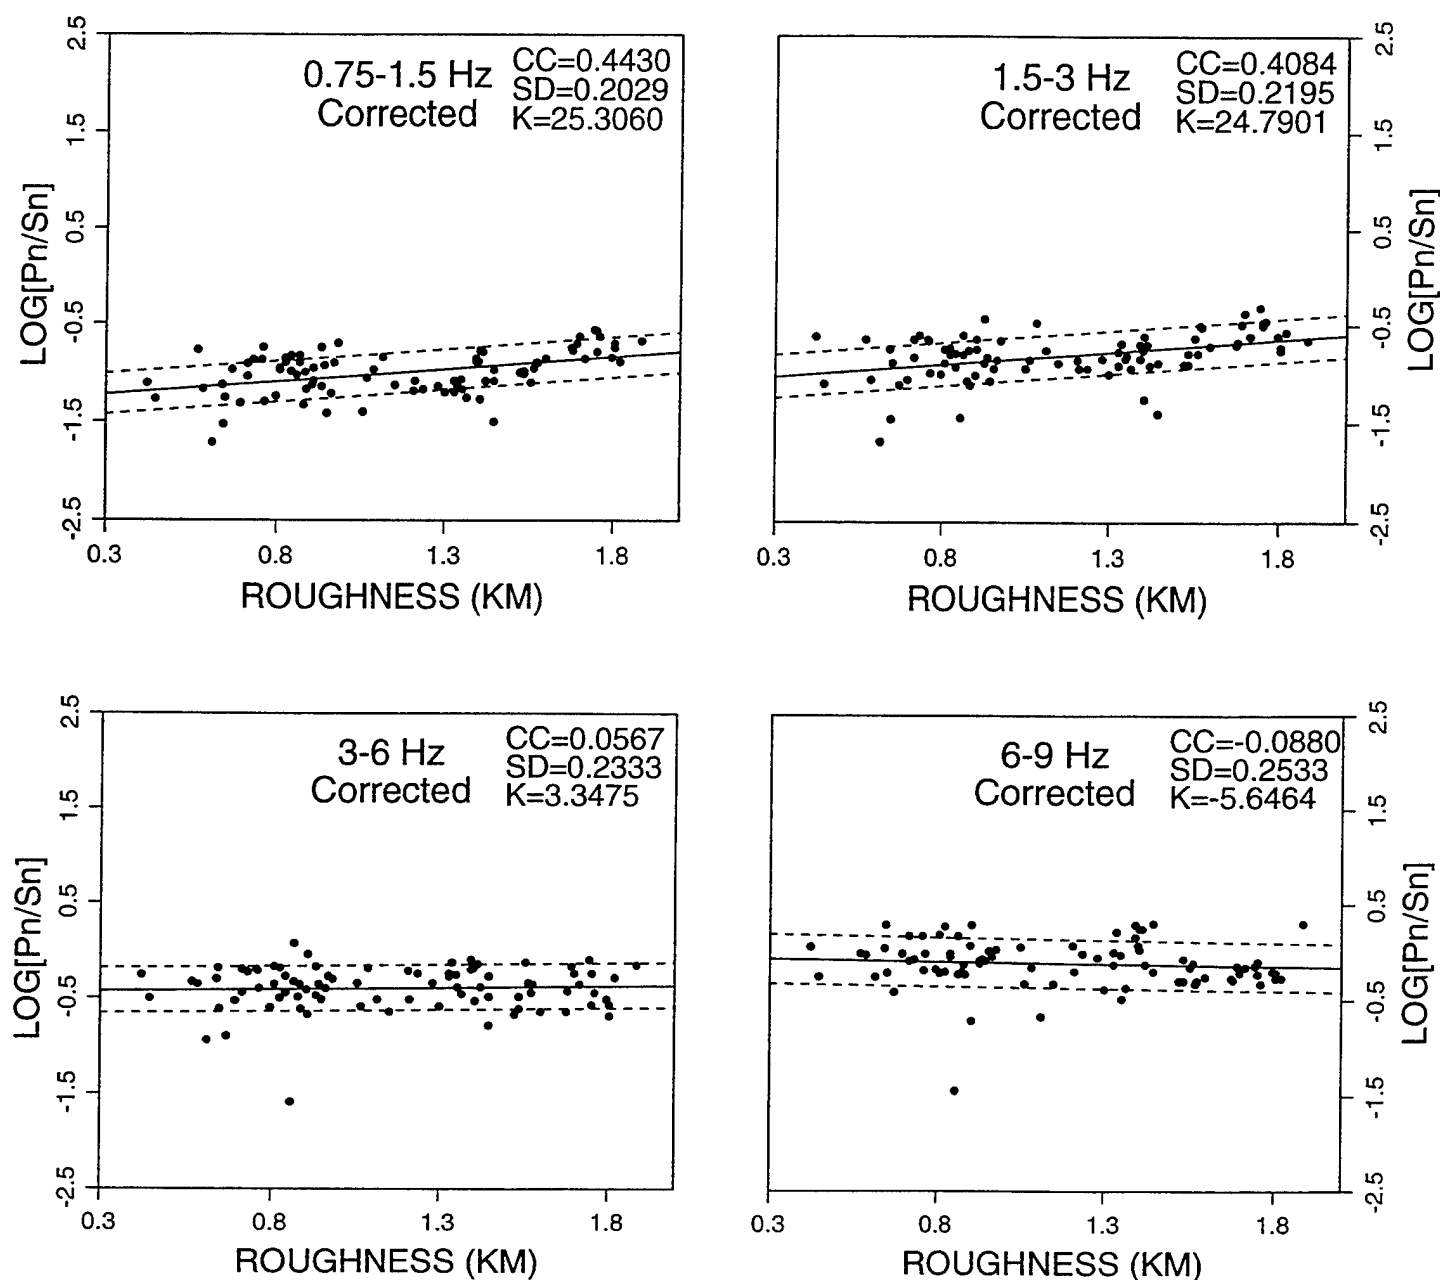 2.5
1.5
0.5
-0.5
-1.5
-2.5
LOG[Pn/Sn]
0.75-1.5 Hz
Corrected
CC=0.4430
SD=0.2029
K=25.3060
0.3 0.8 1.3 1.8
ROUGHNESS (KM)
1.5-3 Hz
Corrected
CC=0.4084
SD=0.2195
K=24.7901
2.5
1.5
0.5
-0.5
-1.5
-2.5
LOG[Pn/Sn]
0.3 0.8 1.3 1.8
ROUGHNESS (KM)
2.5
1.5
0.5
-0.5
-1.5
-2.5
LOG[Pn/Sn]
3-6 Hz
Corrected
CC=0.0567
SD=0.2333
K=3.3475
0.3 0.8 1.3 1.8
ROUGHNESS (KM)
6-9 Hz
Corrected
CC=-0.0880
SD=0.2533
K=-5.6464
2.5
1.5
0.5
-0.5
-1.5
-2.5
LOG[Pn/Sn]
0.3 0.8 1.3 1.8
ROUGHNESS (KM)